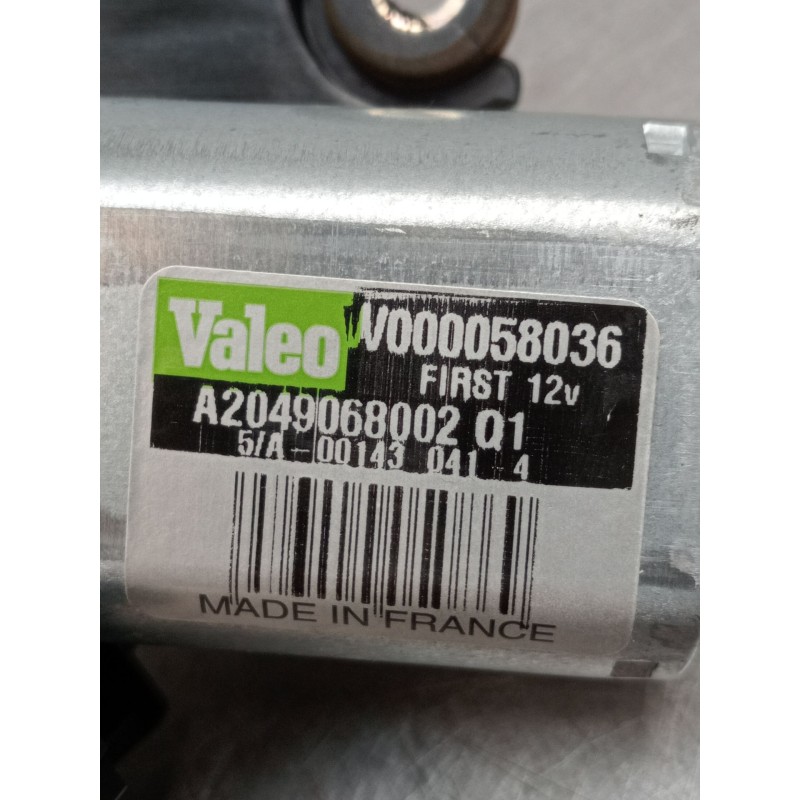 Valeo V000058036
FIRST 12v
A2049068002 Q1
5/A-00143 041-4
MADE IN FRANCE